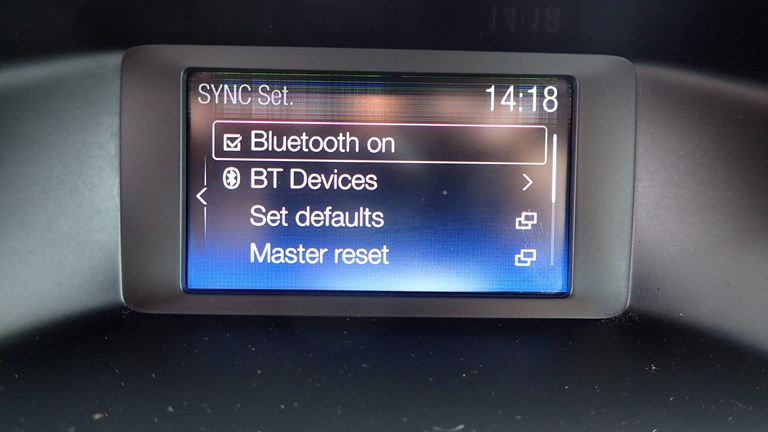 SYNC Set.
14:18
Bluetooth on
BT Devices
Set defaults
Master reset